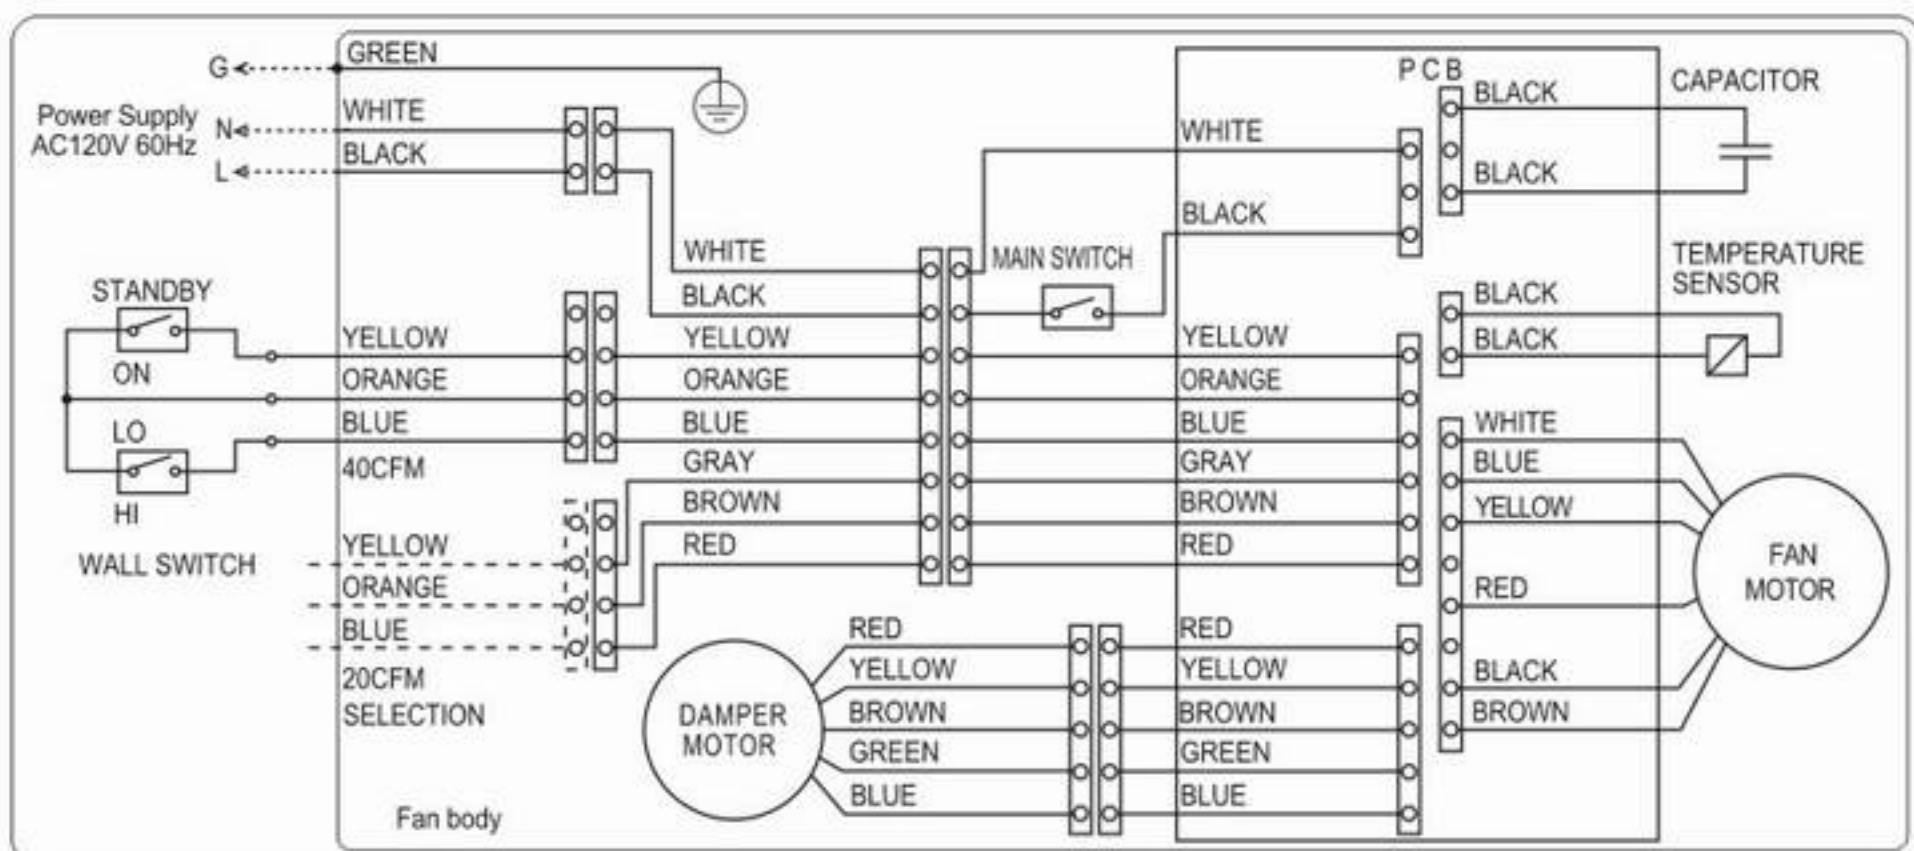 G
GREEN
Power Supply
AC120V 60Hz
N
WHITE
L
BLACK
STANDBY
ON
LO
HI
WALL SWITCH
YELLOW
ORANGE
BLUE
40CFM
YELLOW
ORANGE
BLUE
20CFM
SELECTION
WHITE
BLACK
YELLOW
ORANGE
BLUE
GRAY
BROWN
RED
MAIN SWITCH
DAMPER
MOTOR
RED
YELLOW
BROWN
GREEN
BLUE
Fan body
PCB
WHITE
BLACK
YELLOW
ORANGE
BLUE
GRAY
BROWN
RED
RED
YELLOW
BROWN
GREEN
BLUE
BLACK
BLACK
CAPACITOR
BLACK
BLACK
TEMPERATURE
SENSOR
WHITE
BLUE
YELLOW
RED
BLACK
BROWN
FAN
MOTOR